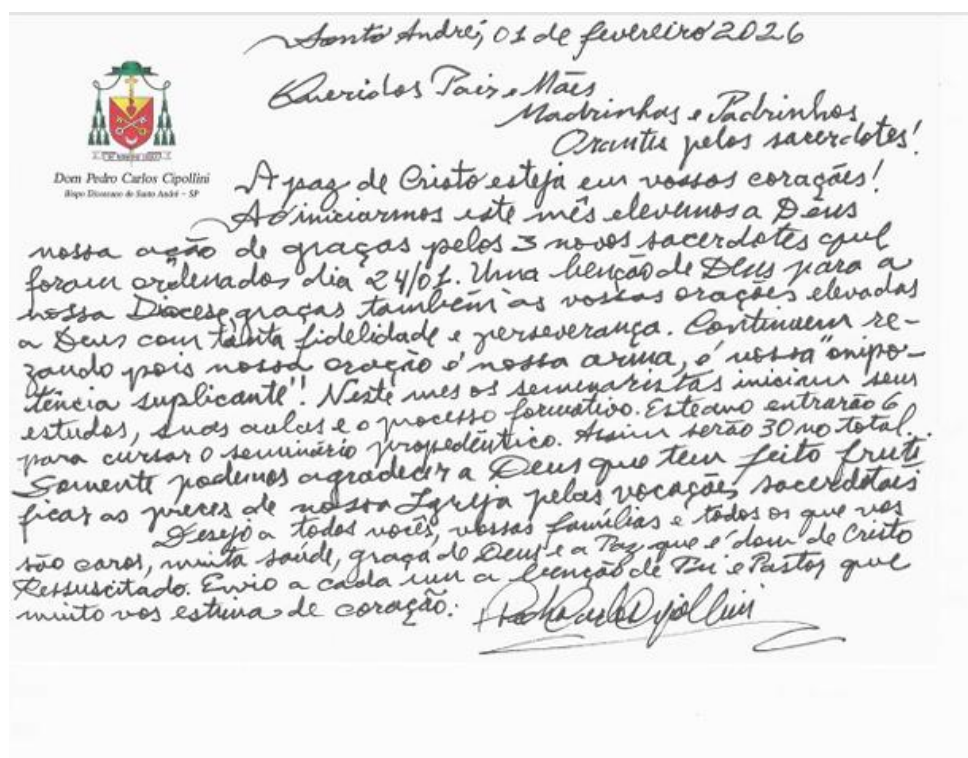 Santo André, 01 de fevereiro 2026
Queridos Pais e Mães
Madrinhas e Padrinhos
Orantes pelos sacerdotes!
Dom Pedro Carlos Cipollini
Bispo Diocesano de Santo André – SP
A paz de Cristo esteja em vossos corações!
Ao iniciarmos este mês elevemos a Deus
nossa ação de graças pelos 3 novos sacerdotes que
foram ordenados dia 24/01. Uma benção de Deus para a
nossa Diocese, graças também às vossas orações elevadas
a Deus com tanta fidelidade e perseverança. Continuem re-
zando pois nossa oração é nossa arma, é nossa "onipo-
tência suplicante"! Neste mes os seminaristas iniciam seus
estudos, suas aulas e o processo formativo. Este ano entrarão 6
para cursar o seminário propedêutico. Assim serão 30 no total.
Somente podemos agradecer a Deus que tem feito fruti
ficar as preces de nossa Igreja pelas vocações sacerdotais
Desejo a todos vocês, vossas famílias e todos os que vos
são caros, muita saúde, graça de Deus e a Paz que é dom de Cristo
Ressuscitado. Envio a cada um a benção de Pai e Pastor que
muito vos estima de coração.
Pedro Carlos Cipollini